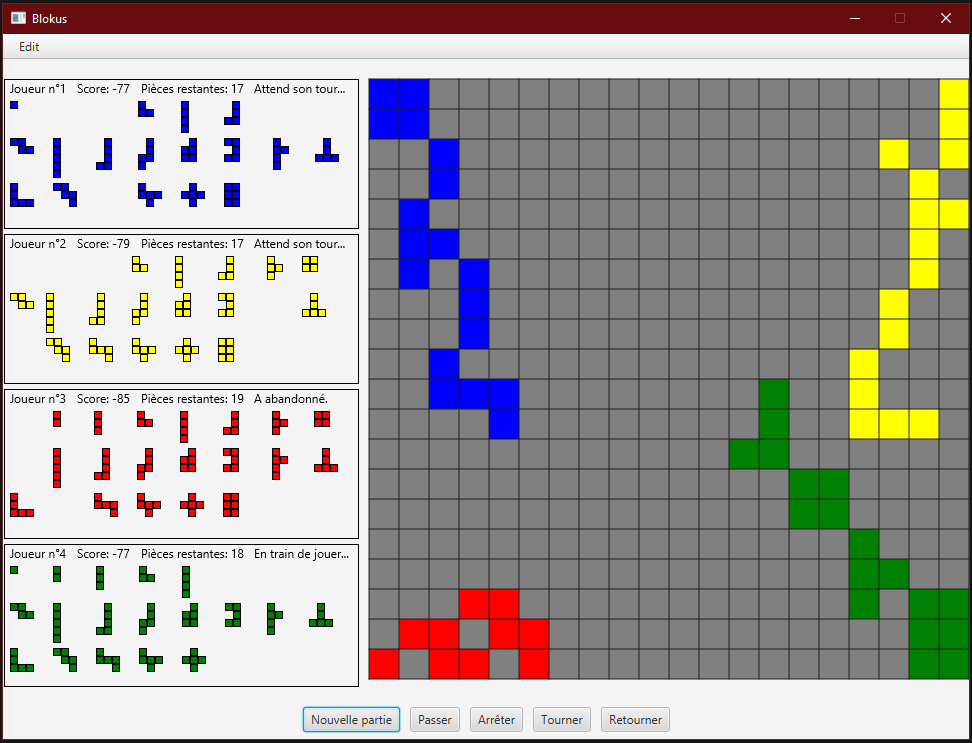 Blokus
Edit
Joueur n°1 Score: -77 Pièces restantes: 17 Attend son tour...
Joueur n°2 Score: -79 Pièces restantes: 17 Attend son tour...
Joueur n°3 Score: -85 Pièces restantes: 19 A abandonné.
Joueur n°4 Score: -77 Pièces restantes: 18 En train de jouer...
Nouvelle partie Passer Arrêter Tourner Retourner